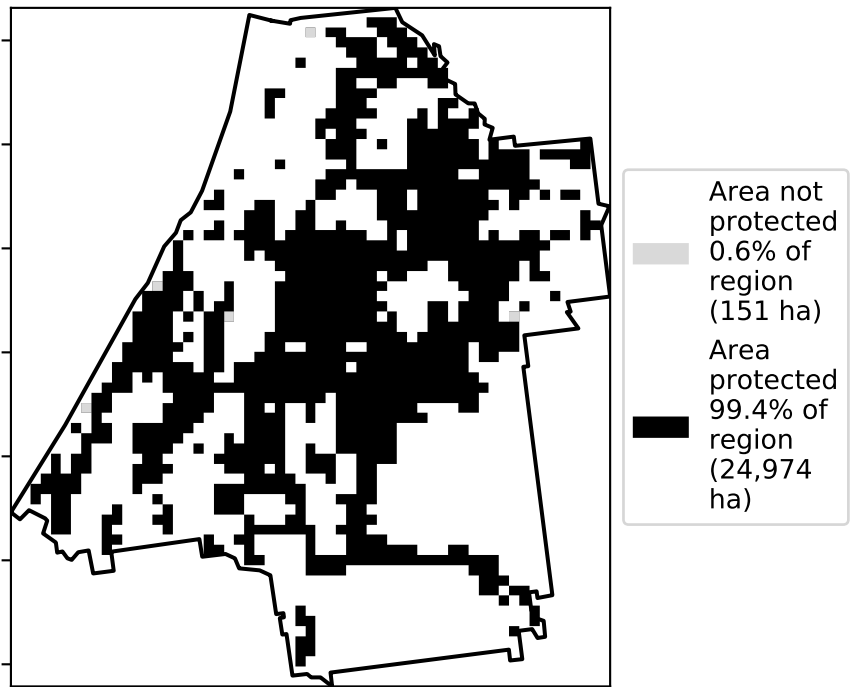 Area not
protected
0.6% of
region
(151 ha)
Area
protected
99.4% of
region
(24,974
ha)